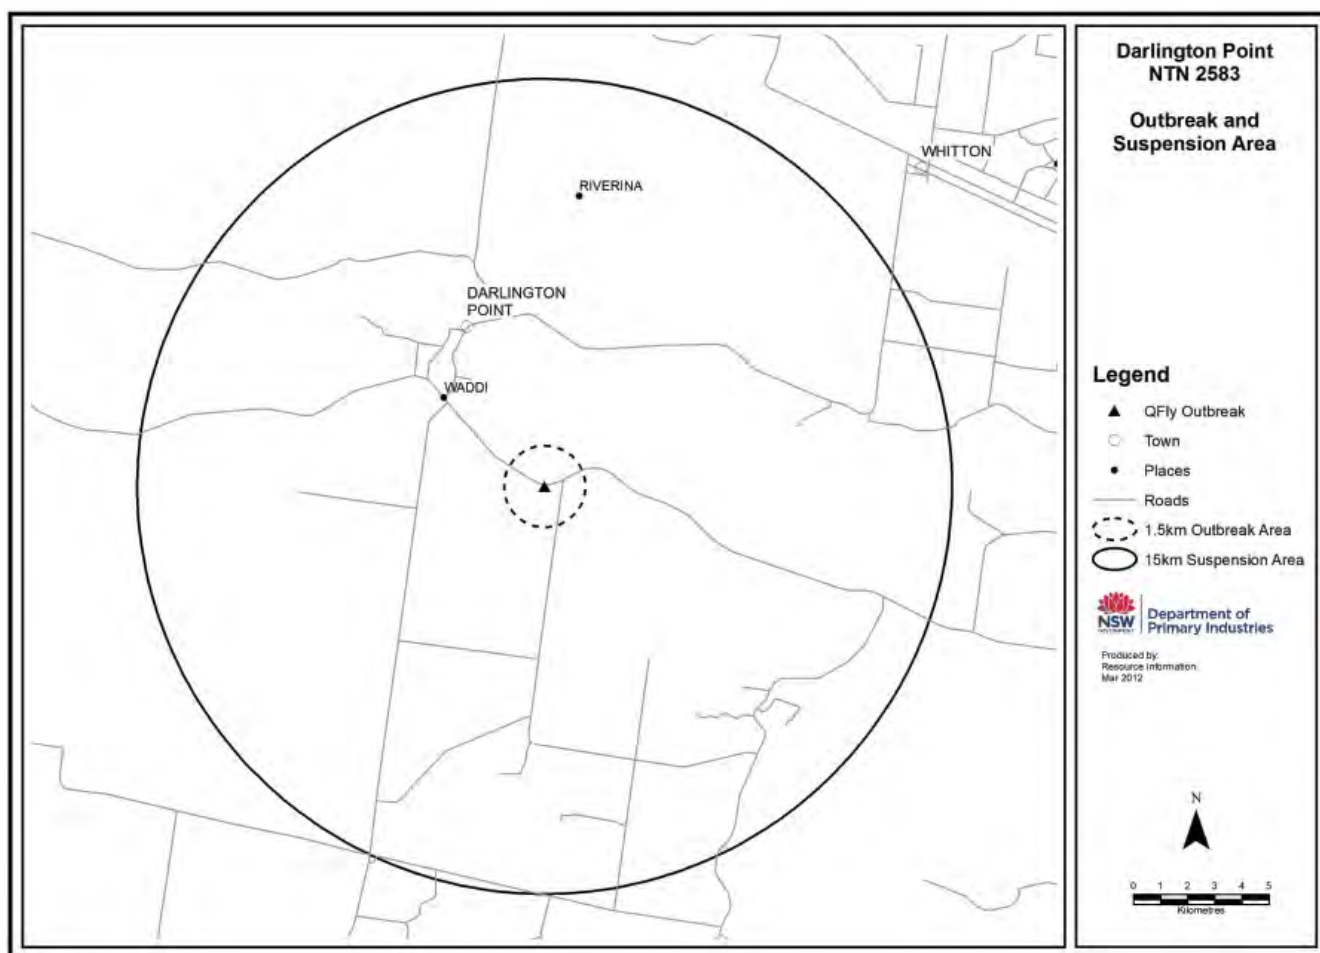 Darlington Point
NTN 2583
Outbreak and
Suspension Area
WHITTON
RIVERINA
DARLINGTON
POINT
WADDI
Legend
QFly Outbreak
Town
Places
Roads
1.5km Outbreak Area
15km Suspension Area
NSW
GOVERNMENT
Department of
Primary Industries
Produced by:
Resource Information
Mar 2012
N
0 1 2 3 4 5
Kilometres